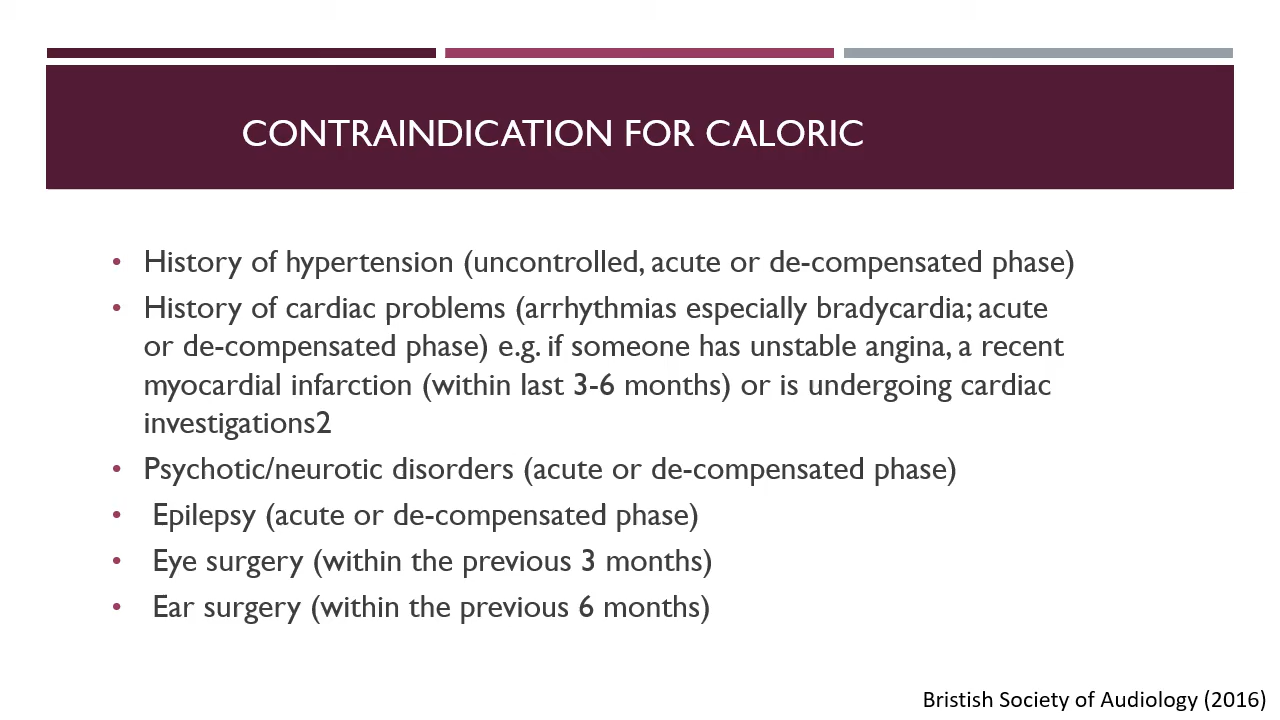 CONTRAINDICATION FOR CALORIC
• History of hypertension (uncontrolled, acute or de-compensated phase)
• History of cardiac problems (arrhythmias especially bradycardia; acute
or de-compensated phase) e.g. if someone has unstable angina, a recent
myocardial infarction (within last 3-6 months) or is undergoing cardiac
investigations2
• Psychotic/neurotic disorders (acute or de-compensated phase)
• Epilepsy (acute or de-compensated phase)
• Eye surgery (within the previous 3 months)
• Ear surgery (within the previous 6 months)
Bristish Society of Audiology (2016)